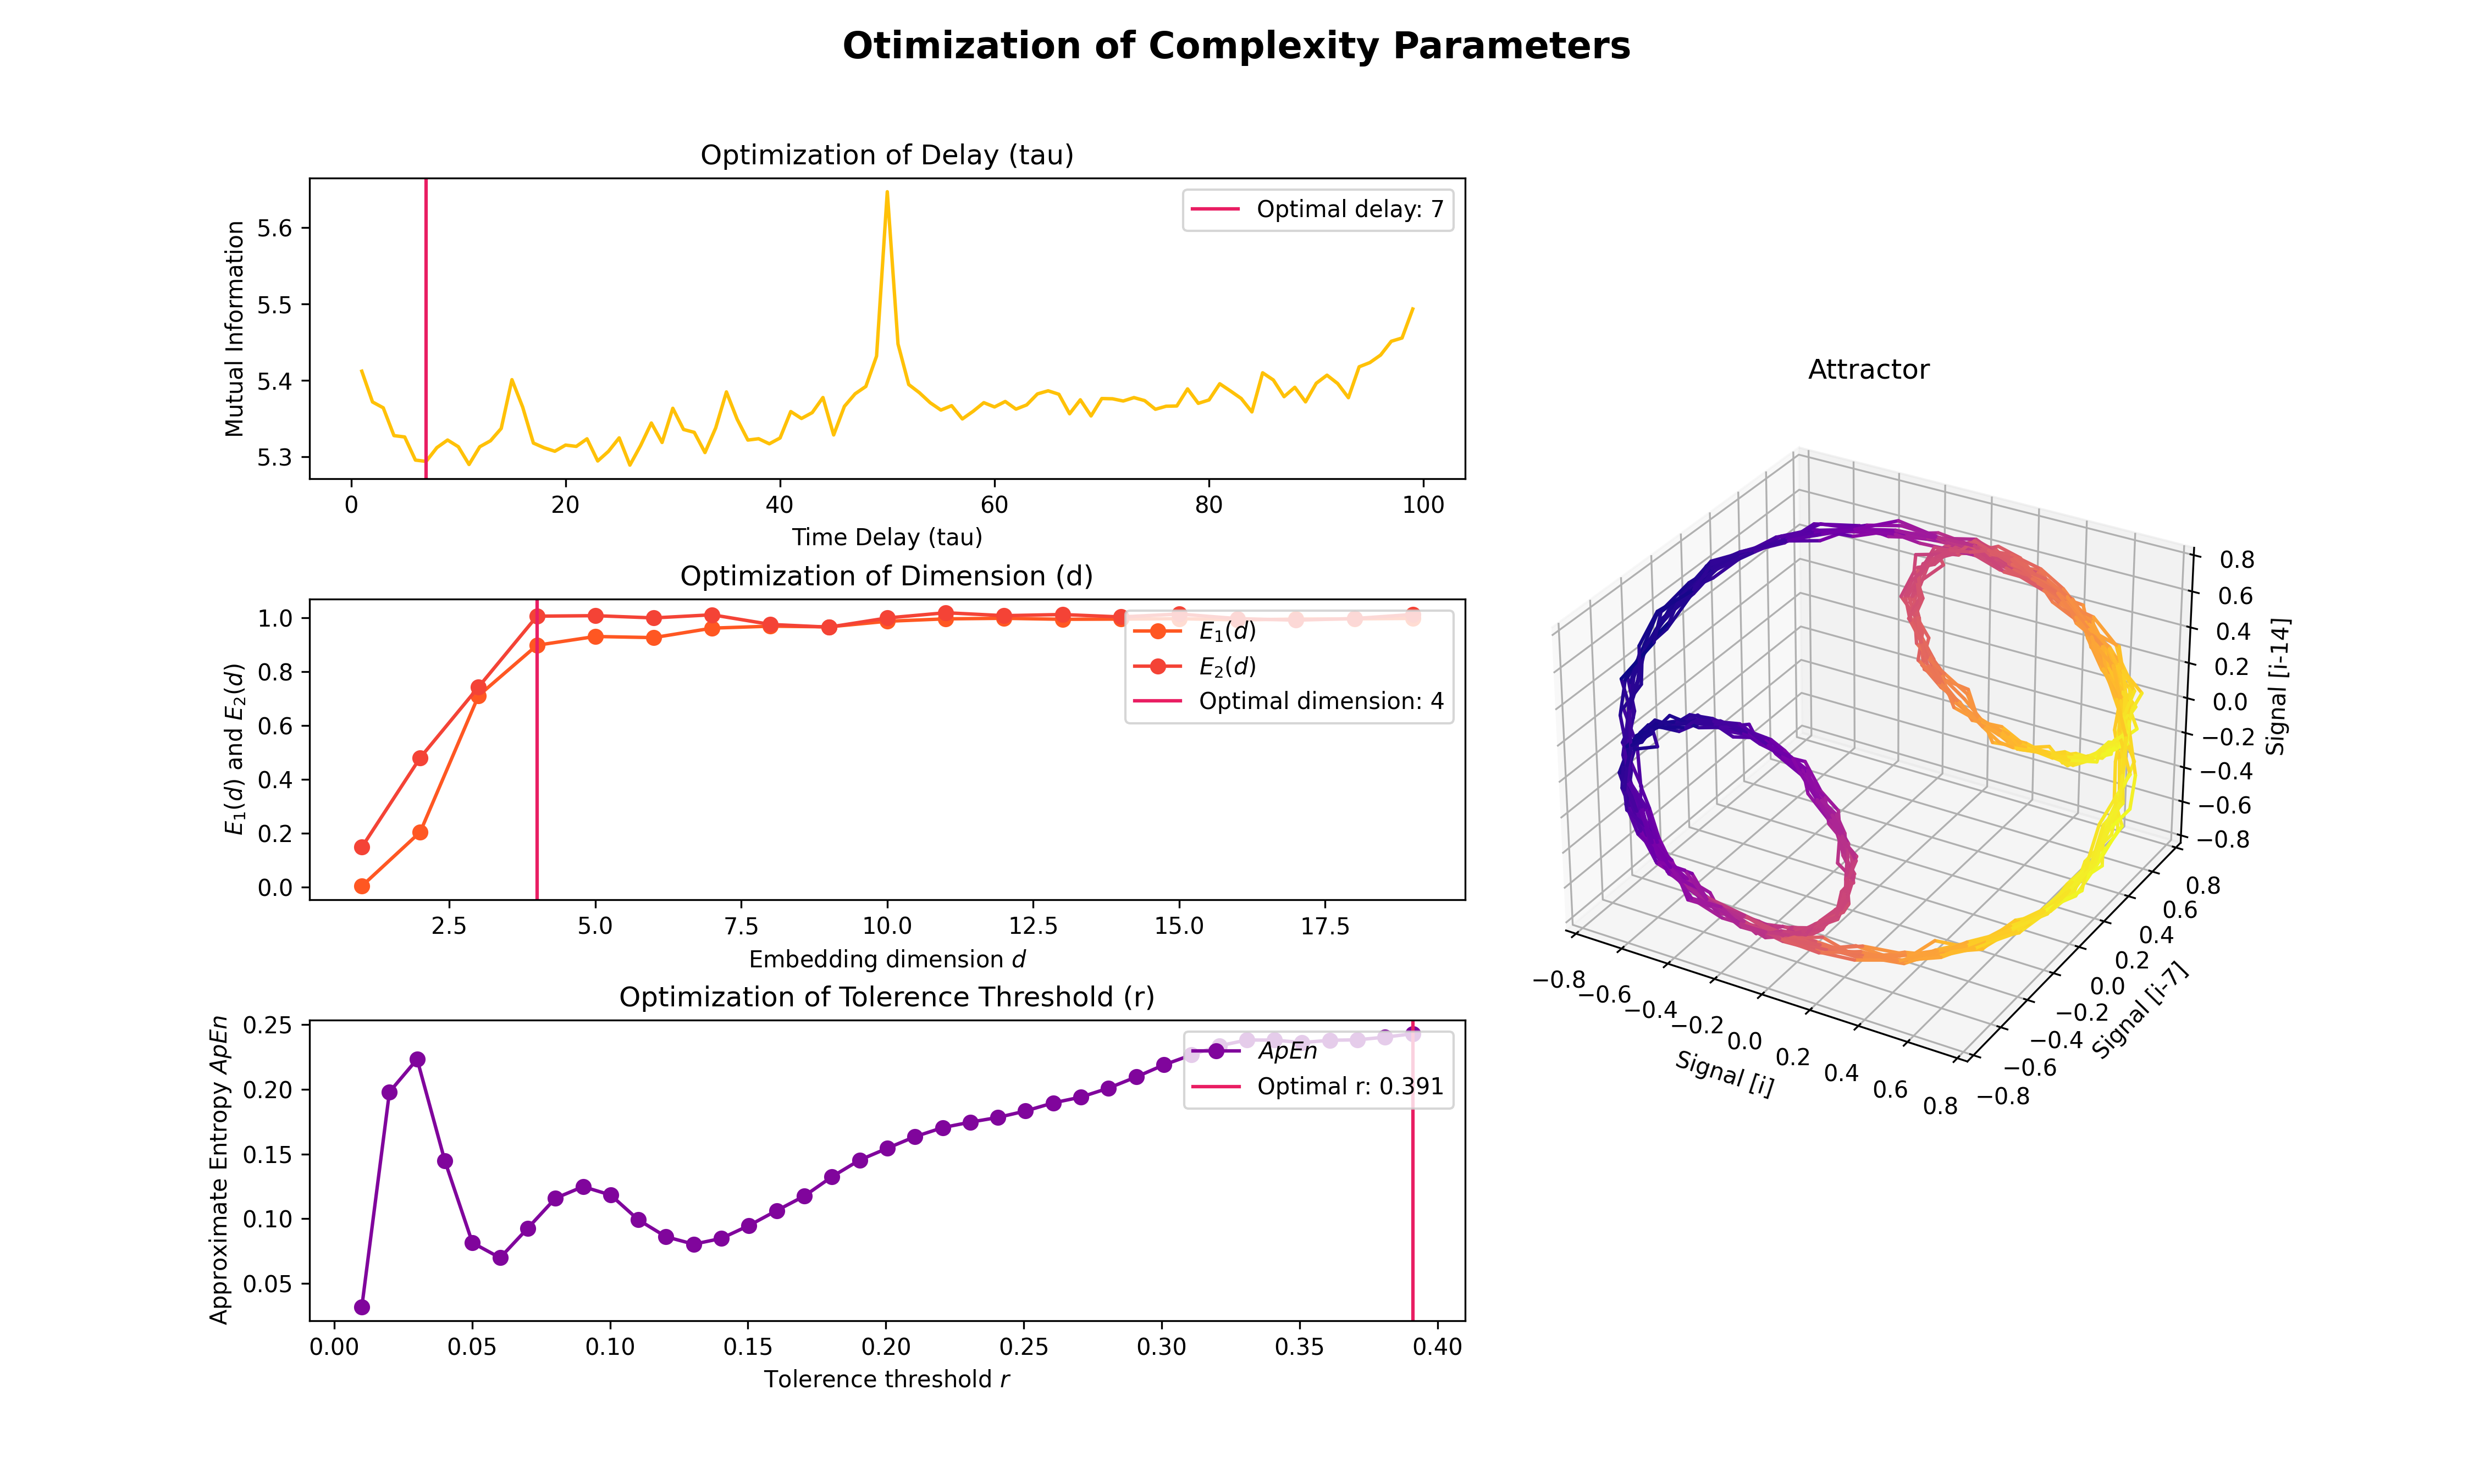 Otimization of Complexity Parameters
Optimization of Delay (tau)
Mutual Information
5.6
5.5
5.4
5.3
Optimal delay: 7
0 20 40 60 80 100
Time Delay (tau)
Optimization of Dimension (d)
E₁(d) and E₂(d)
1.0
0.8
0.6
0.4
0.2
0.0
E₁(d)
E₂(d)
Optimal dimension: 4
2.5 5.0 7.5 10.0 12.5 15.0 17.5
Embedding dimension d
Optimization of Tolerence Threshold (r)
Approximate Entropy ApEn
0.25
0.20
0.15
0.10
0.05
ApEn
Optimal r: 0.391
0.00 0.05 0.10 0.15 0.20 0.25 0.30 0.35 0.40
Tolerence threshold r
Attractor
0.8
0.6
0.4
0.2
0.0
−0.2
−0.4
−0.6
−0.8
Signal [i-14]
0.8
0.6
0.4
0.2
0.0
−0.2
−0.4
−0.6
−0.8
Signal [i-7]
−0.8 −0.6 −0.4 −0.2 0.0 0.2 0.4 0.6 0.8
Signal [i]